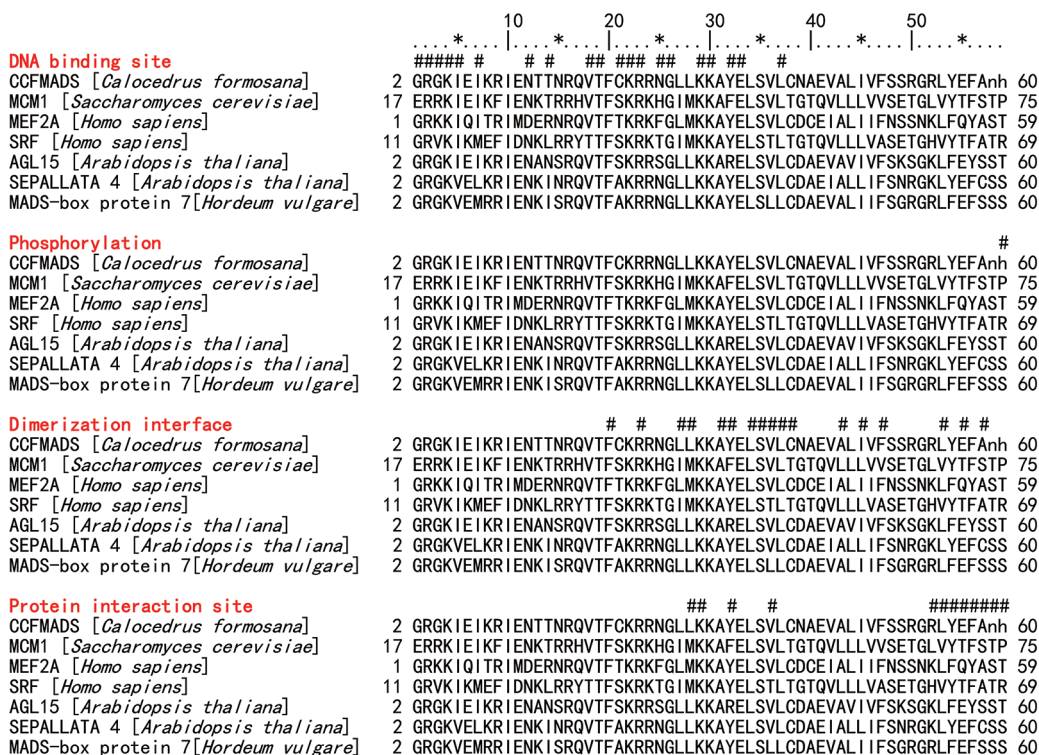 10 20 30 40 50
....*....|....*....|....*....|....*....|....*....|....*....
DNA binding site ##### # # # ## ### ## ## ## #
CCFMADS [Calocedrus formosana] 2 GRGKIEIKRIENTTNRQVTFCKRRNGLLKKAYELSVLCNAEVALIVFSSRGRLYEFAnh 60
MCM1 [Saccharomyces cerevisiae] 17 ERRKIEIKFIENKTRRHVTFSKRKHGIMKKAFELSVLTGTQVLLLVVSETGLVYTFSTP 75
MEF2A [Homo sapiens] 1 GRKKIQITRIMDERNRQVTFTKRKFGLMKKAYELSVLCDCEIALIIFNSSNKLFQYAST 59
SRF [Homo sapiens] 11 GRVKIKMEFIDNKLRRYTTFSKRKTGIMKKAYELSTLTGTQVLLLVASETGHVYTFATR 69
AGL15 [Arabidopsis thaliana] 2 GRGKIEIKRIENANSRQVTFSKRRSGLLKKARELSVLCDAEVAVIVFSKSGKLFEYSST 60
SEPALLATA 4 [Arabidopsis thaliana] 2 GRGKVELKRIENKINRQVTFAKRRNGLLKKAYELSVLCDAEIALLIFSNRGKLYEFCSS 60
MADS-box protein 7[Hordeum vulgare] 2 GRGKVEMRRIENKISRQVTFAKRRNGLLKKAYELSLLCDAEVALIIFSGRGRLFEFSSS 60
Phosphorylation #
CCFMADS [Calocedrus formosana] 2 GRGKIEIKRIENTTNRQVTFCKRRNGLLKKAYELSVLCNAEVALIVFSSRGRLYEFAnh 60
MCM1 [Saccharomyces cerevisiae] 17 ERRKIEIKFIENKTRRHVTFSKRKHGIMKKAFELSVLTGTQVLLLVVSETGLVYTFSTP 75
MEF2A [Homo sapiens] 1 GRKKIQITRIMDERNRQVTFTKRKFGLMKKAYELSVLCDCEIALIIFNSSNKLFQYAST 59
SRF [Homo sapiens] 11 GRVKIKMEFIDNKLRRYTTFSKRKTGIMKKAYELSTLTGTQVLLLVASETGHVYTFATR 69
AGL15 [Arabidopsis thaliana] 2 GRGKIEIKRIENANSRQVTFSKRRSGLLKKARELSVLCDAEVAVIVFSKSGKLFEYSST 60
SEPALLATA 4 [Arabidopsis thaliana] 2 GRGKVELKRIENKINRQVTFAKRRNGLLKKAYELSVLCDAEIALLIFSNRGKLYEFCSS 60
MADS-box protein 7[Hordeum vulgare] 2 GRGKVEMRRIENKISRQVTFAKRRNGLLKKAYELSLLCDAEVALIIFSGRGRLFEFSSS 60
Dimerization interface # # ## ## ##### # # # # # #
CCFMADS [Calocedrus formosana] 2 GRGKIEIKRIENTTNRQVTFCKRRNGLLKKAYELSVLCNAEVALIVFSSRGRLYEFAnh 60
MCM1 [Saccharomyces cerevisiae] 17 ERRKIEIKFIENKTRRHVTFSKRKHGIMKKAFELSVLTGTQVLLLVVSETGLVYTFSTP 75
MEF2A [Homo sapiens] 1 GRKKIQITRIMDERNRQVTFTKRKFGLMKKAYELSVLCDCEIALIIFNSSNKLFQYAST 59
SRF [Homo sapiens] 11 GRVKIKMEFIDNKLRRYTTFSKRKTGIMKKAYELSTLTGTQVLLLVASETGHVYTFATR 69
AGL15 [Arabidopsis thaliana] 2 GRGKIEIKRIENANSRQVTFSKRRSGLLKKARELSVLCDAEVAVIVFSKSGKLFEYSST 60
SEPALLATA 4 [Arabidopsis thaliana] 2 GRGKVELKRIENKINRQVTFAKRRNGLLKKAYELSVLCDAEIALLIFSNRGKLYEFCSS 60
MADS-box protein 7[Hordeum vulgare] 2 GRGKVEMRRIENKISRQVTFAKRRNGLLKKAYELSLLCDAEVALIIFSGRGRLFEFSSS 60
Protein interaction site ## # # ########
CCFMADS [Calocedrus formosana] 2 GRGKIEIKRIENTTNRQVTFCKRRNGLLKKAYELSVLCNAEVALIVFSSRGRLYEFAnh 60
MCM1 [Saccharomyces cerevisiae] 17 ERRKIEIKFIENKTRRHVTFSKRKHGIMKKAFELSVLTGTQVLLLVVSETGLVYTFSTP 75
MEF2A [Homo sapiens] 1 GRKKIQITRIMDERNRQVTFTKRKFGLMKKAYELSVLCDCEIALIIFNSSNKLFQYAST 59
SRF [Homo sapiens] 11 GRVKIKMEFIDNKLRRYTTFSKRKTGIMKKAYELSTLTGTQVLLLVASETGHVYTFATR 69
AGL15 [Arabidopsis thaliana] 2 GRGKIEIKRIENANSRQVTFSKRRSGLLKKARELSVLCDAEVAVIVFSKSGKLFEYSST 60
SEPALLATA 4 [Arabidopsis thaliana] 2 GRGKVELKRIENKINRQVTFAKRRNGLLKKAYELSVLCDAEIALLIFSNRGKLYEFCSS 60
MADS-box protein 7[Hordeum vulgare] 2 GRGKVEMRRIENKISRQVTFAKRRNGLLKKAYELSLLCDAEVALIIFSGRGRLFEFSSS 60